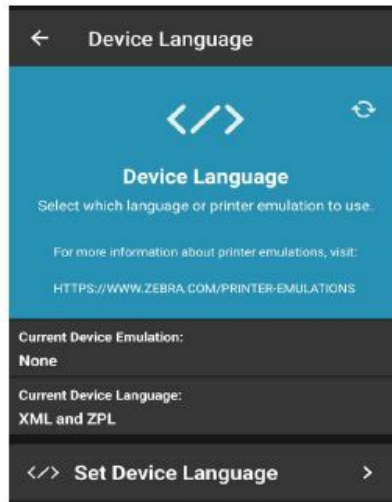 Device Language
Device Language
Select which language or printer emulation to use.
For more information about printer emulations, visit:
HTTPS://WWW.ZEBRA.COM/PRINTER-EMULATIONS
Current Device Emulation:
None
Current Device Language:
XML and ZPL
Set Device Language